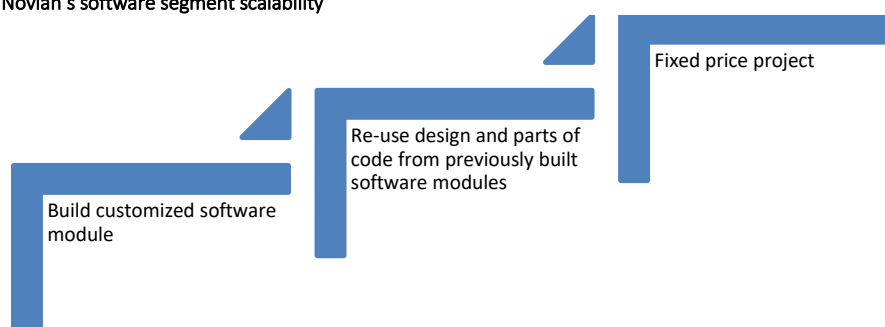 Novian's software segment scalability
Fixed price project
Re-use design and parts of
code from previously built
software modules
Build customized software
module